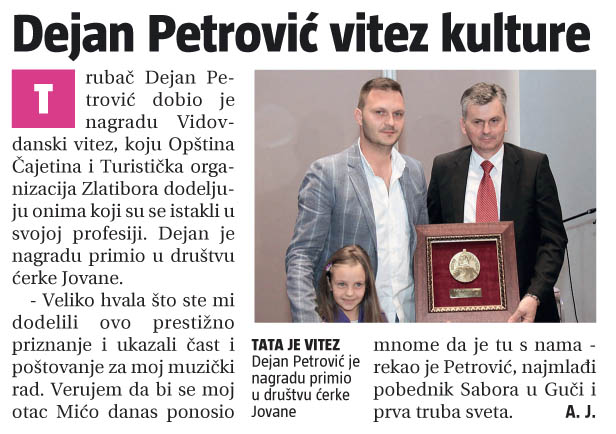 Dejan Petrović vitez kulture
Trubač Dejan Pe-
trović dobio je
nagradu Vidov-
danski vitez, koju Opština
Čajetina i Turistička orga-
nizacija Zlatibora dodelju-
ju onima koji su se istakli u
svojoj profesiji. Dejan je
nagradu primio u društvu
ćerke Jovane.
- Veliko hvala što ste mi
dodelili ovo prestižno
priznanje i ukazali čast i
poštovanje za moj muzički
rad. Verujem da bi se moj
otac Mićo danas ponosio
mnome da je tu s nama -
rekao je Petrović, najmlađi
pobednik Sabora u Guči i
prva truba sveta. A. J.
TATA JE VITEZ
Dejan Petrović je
nagradu primio
u društvu ćerke
Jovane